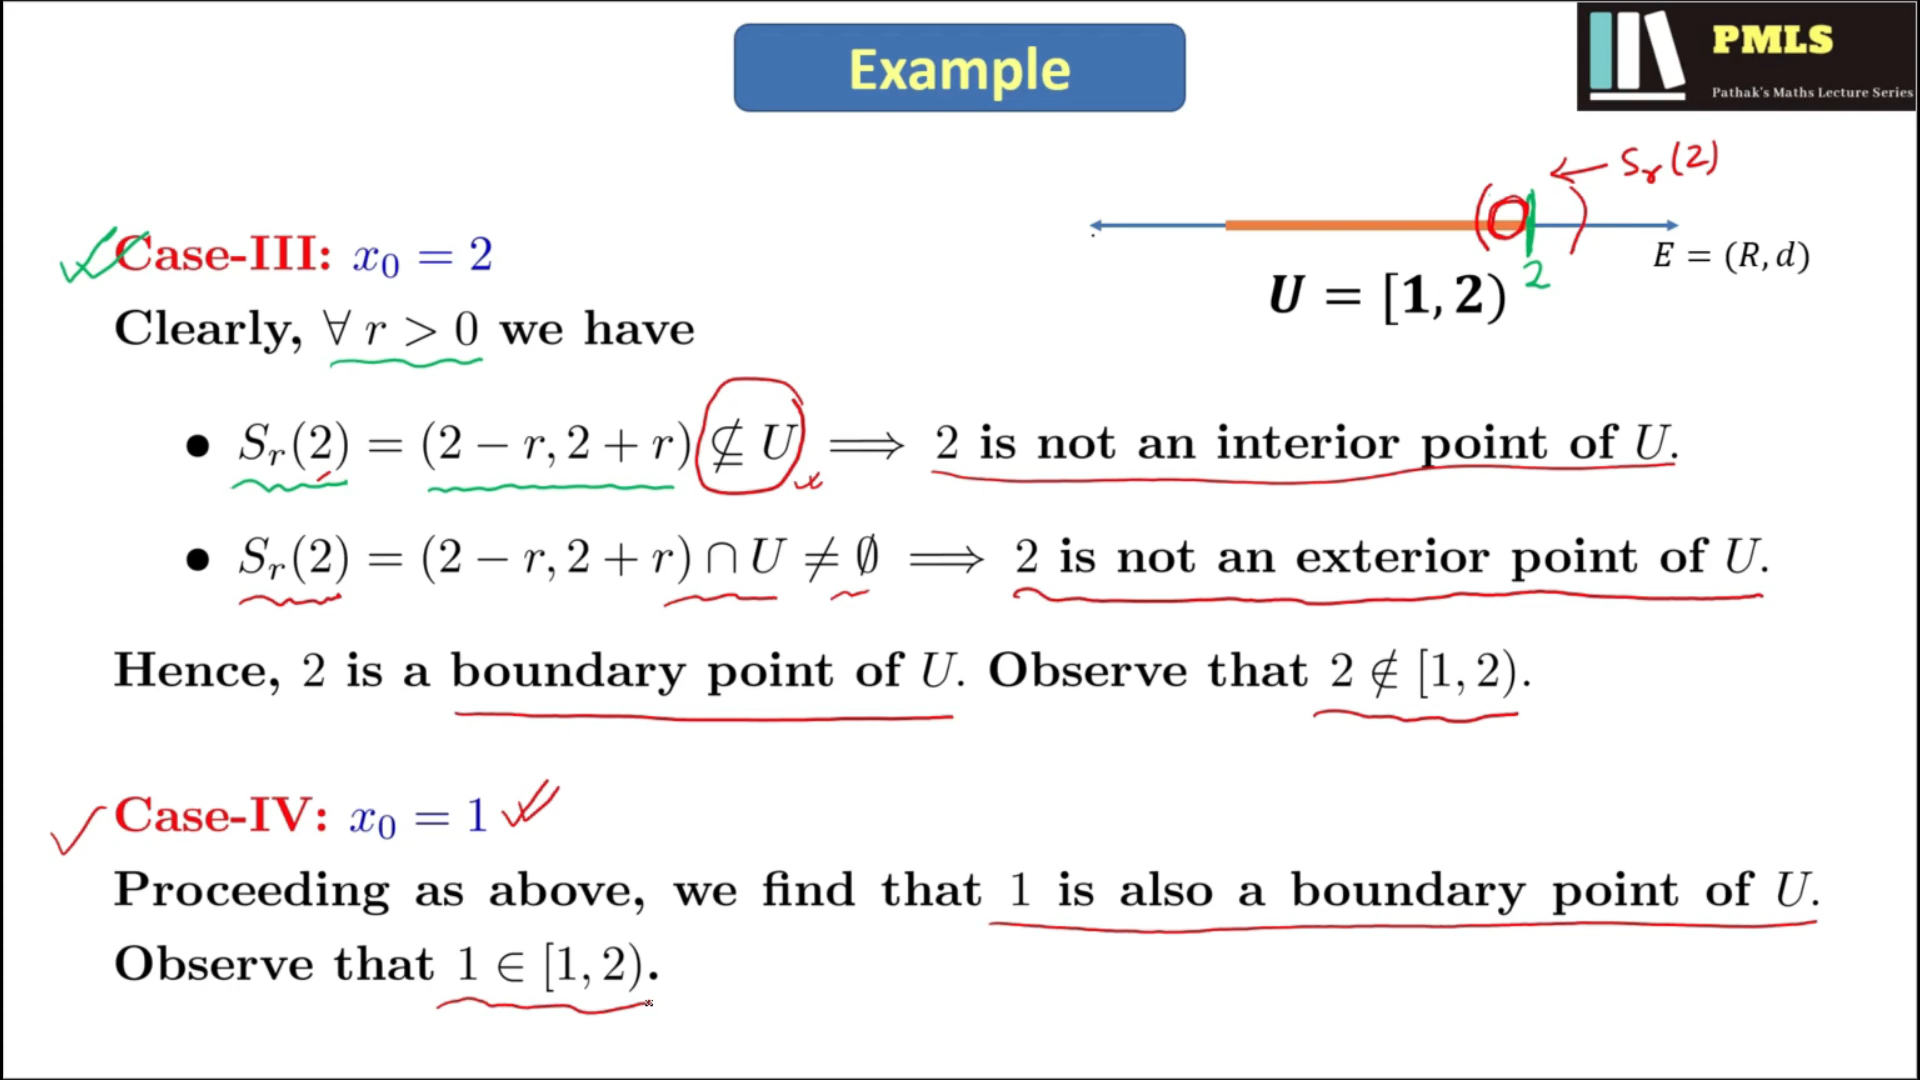 Example
PMLS
Pathak's Maths Lecture Series
Sᵣ(2)
E = (R, d)
2
U = [1, 2)
Case-III: x₀ = 2
Clearly, ∀ r > 0 we have
• Sᵣ(2) = (2 − r, 2 + r) ⊈ U ⟹ 2 is not an interior point of U.
• Sᵣ(2) = (2 − r, 2 + r) ∩ U ≠ ∅ ⟹ 2 is not an exterior point of U.
Hence, 2 is a boundary point of U. Observe that 2 ∉ [1, 2).
Case-IV: x₀ = 1
Proceeding as above, we find that 1 is also a boundary point of U.
Observe that 1 ∈ [1, 2).